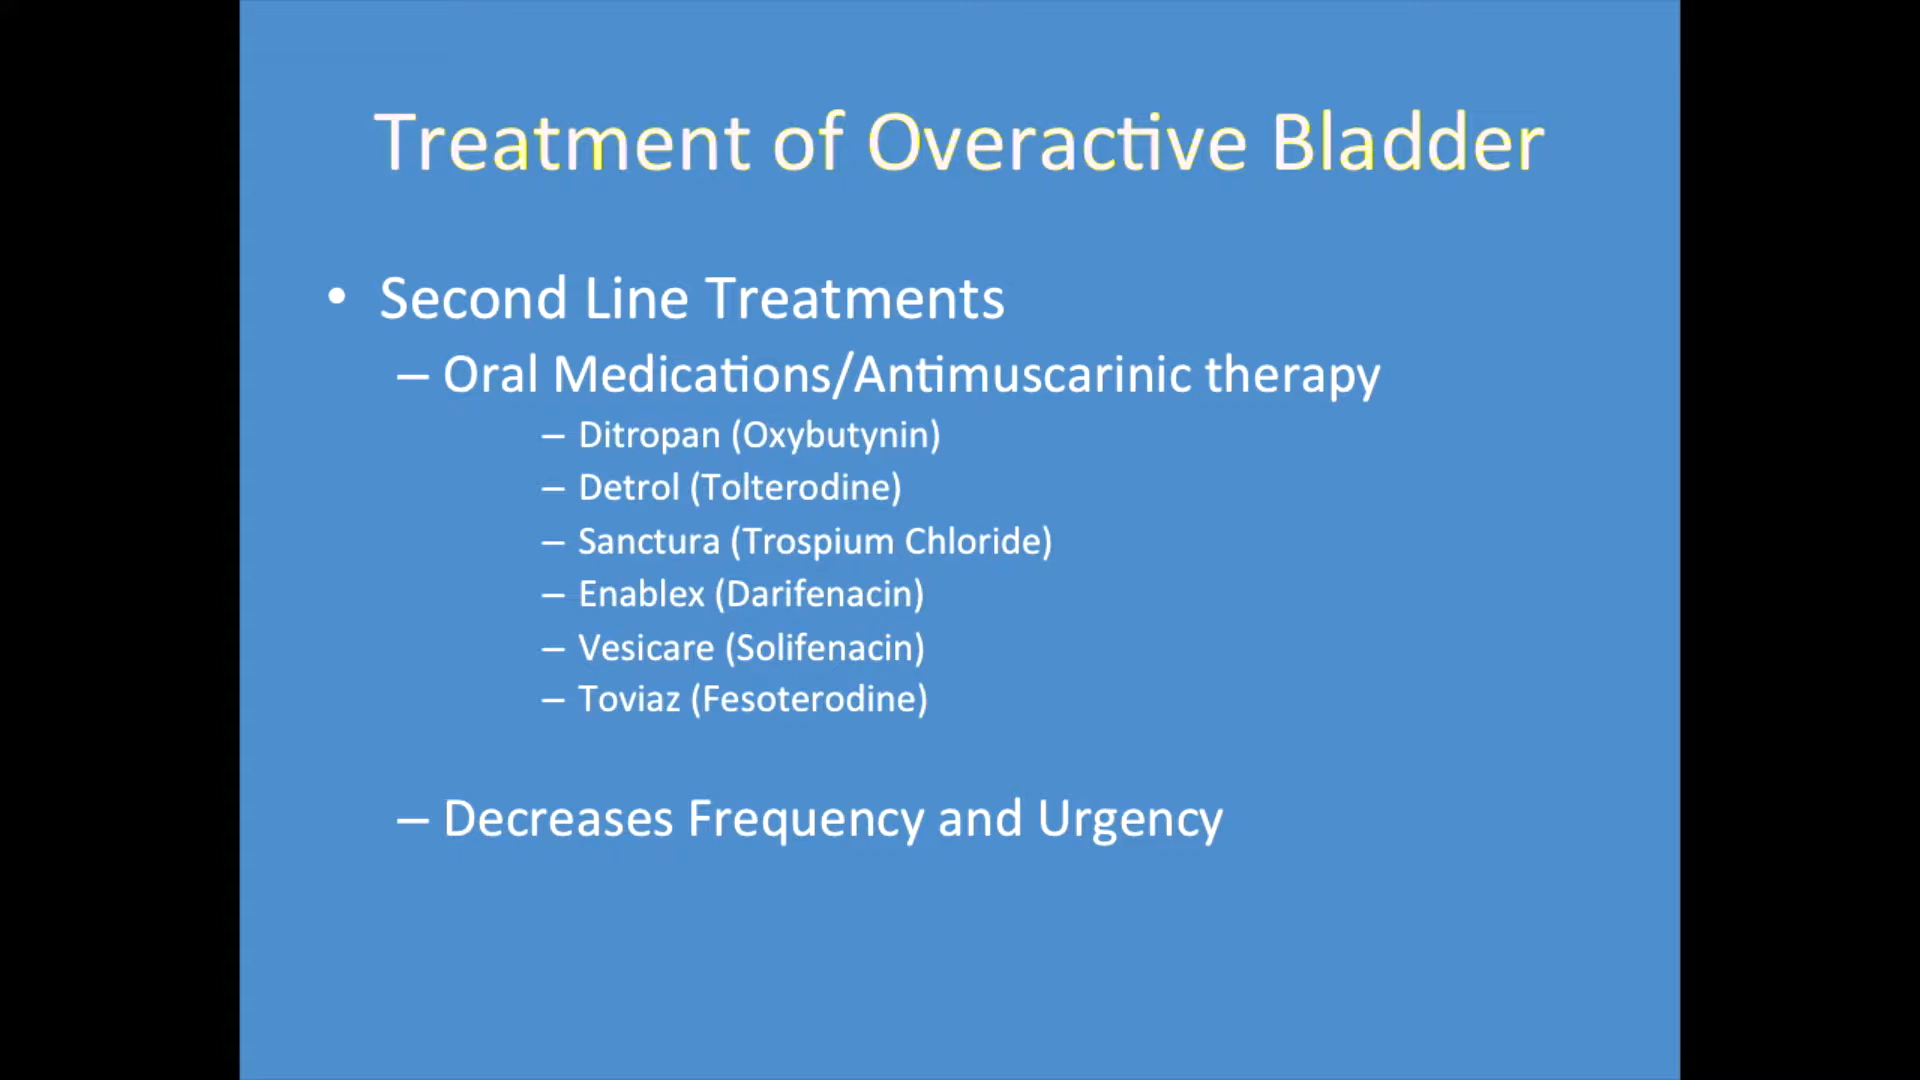 Treatment of Overactive Bladder
• Second Line Treatments
– Oral Medications/Antimuscarinic therapy
– Ditropan (Oxybutynin)
– Detrol (Tolterodine)
– Sanctura (Trospium Chloride)
– Enablex (Darifenacin)
– Vesicare (Solifenacin)
– Toviaz (Fesoterodine)
– Decreases Frequency and Urgency